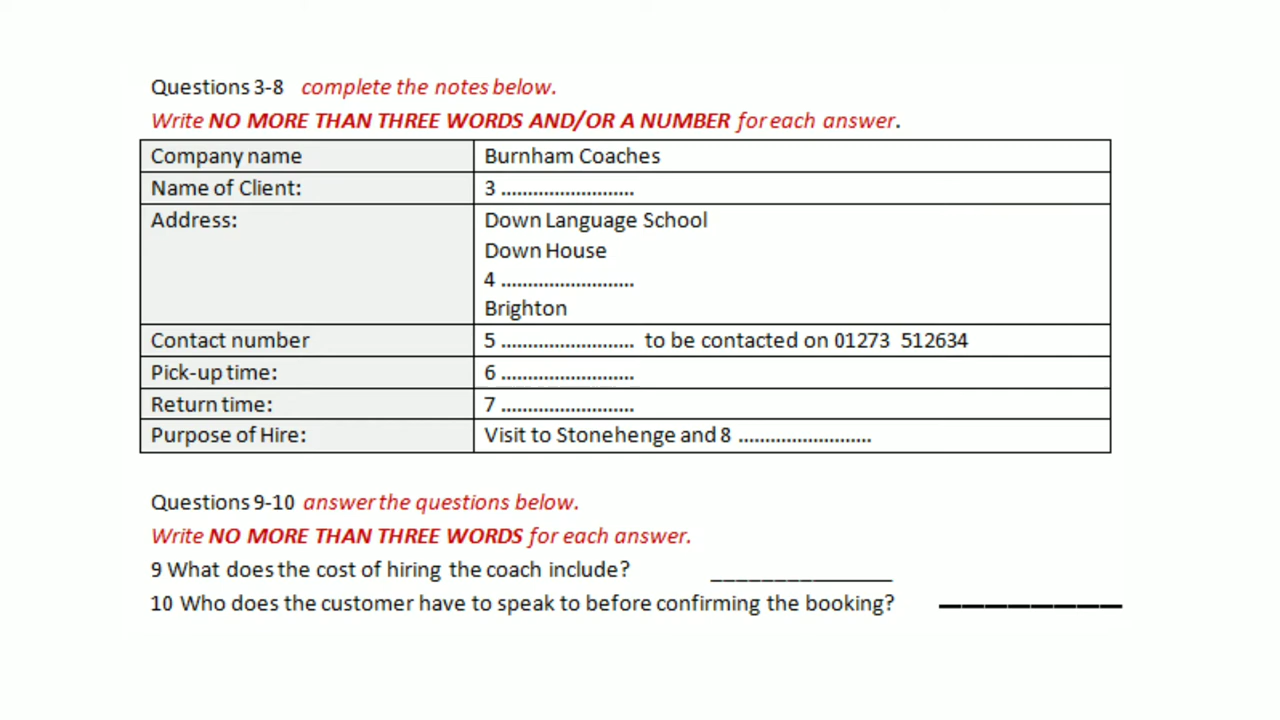 Questions 3-8 complete the notes below.
Write NO MORE THAN THREE WORDS AND/OR A NUMBER for each answer.
Company name Burnham Coaches
Name of Client: 3 .........................
Address: Down Language School
Down House
4 .........................
Brighton
Contact number 5 ......................... to be contacted on 01273 512634
Pick-up time: 6 .........................
Return time: 7 .........................
Purpose of Hire: Visit to Stonehenge and 8 .........................
Questions 9-10 answer the questions below.
Write NO MORE THAN THREE WORDS for each answer.
9 What does the cost of hiring the coach include? ______________
10 Who does the customer have to speak to before confirming the booking? ________